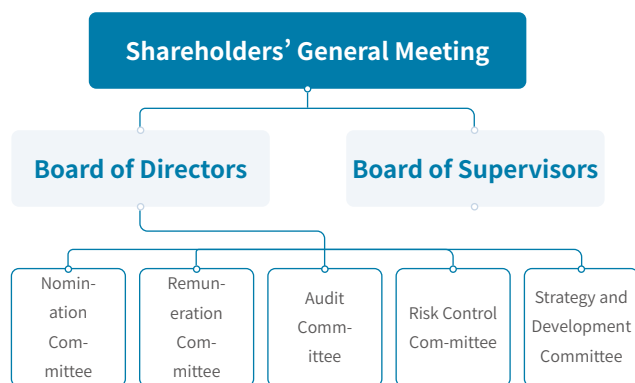 Shareholders’ General Meeting
Board of Directors
Board of Supervisors
Nomin-
ation
Com-
mittee
Remun-
eration
Com-
mittee
Audit
Comm-
ittee
Risk Control
Com-mittee
Strategy and
Development
Committee